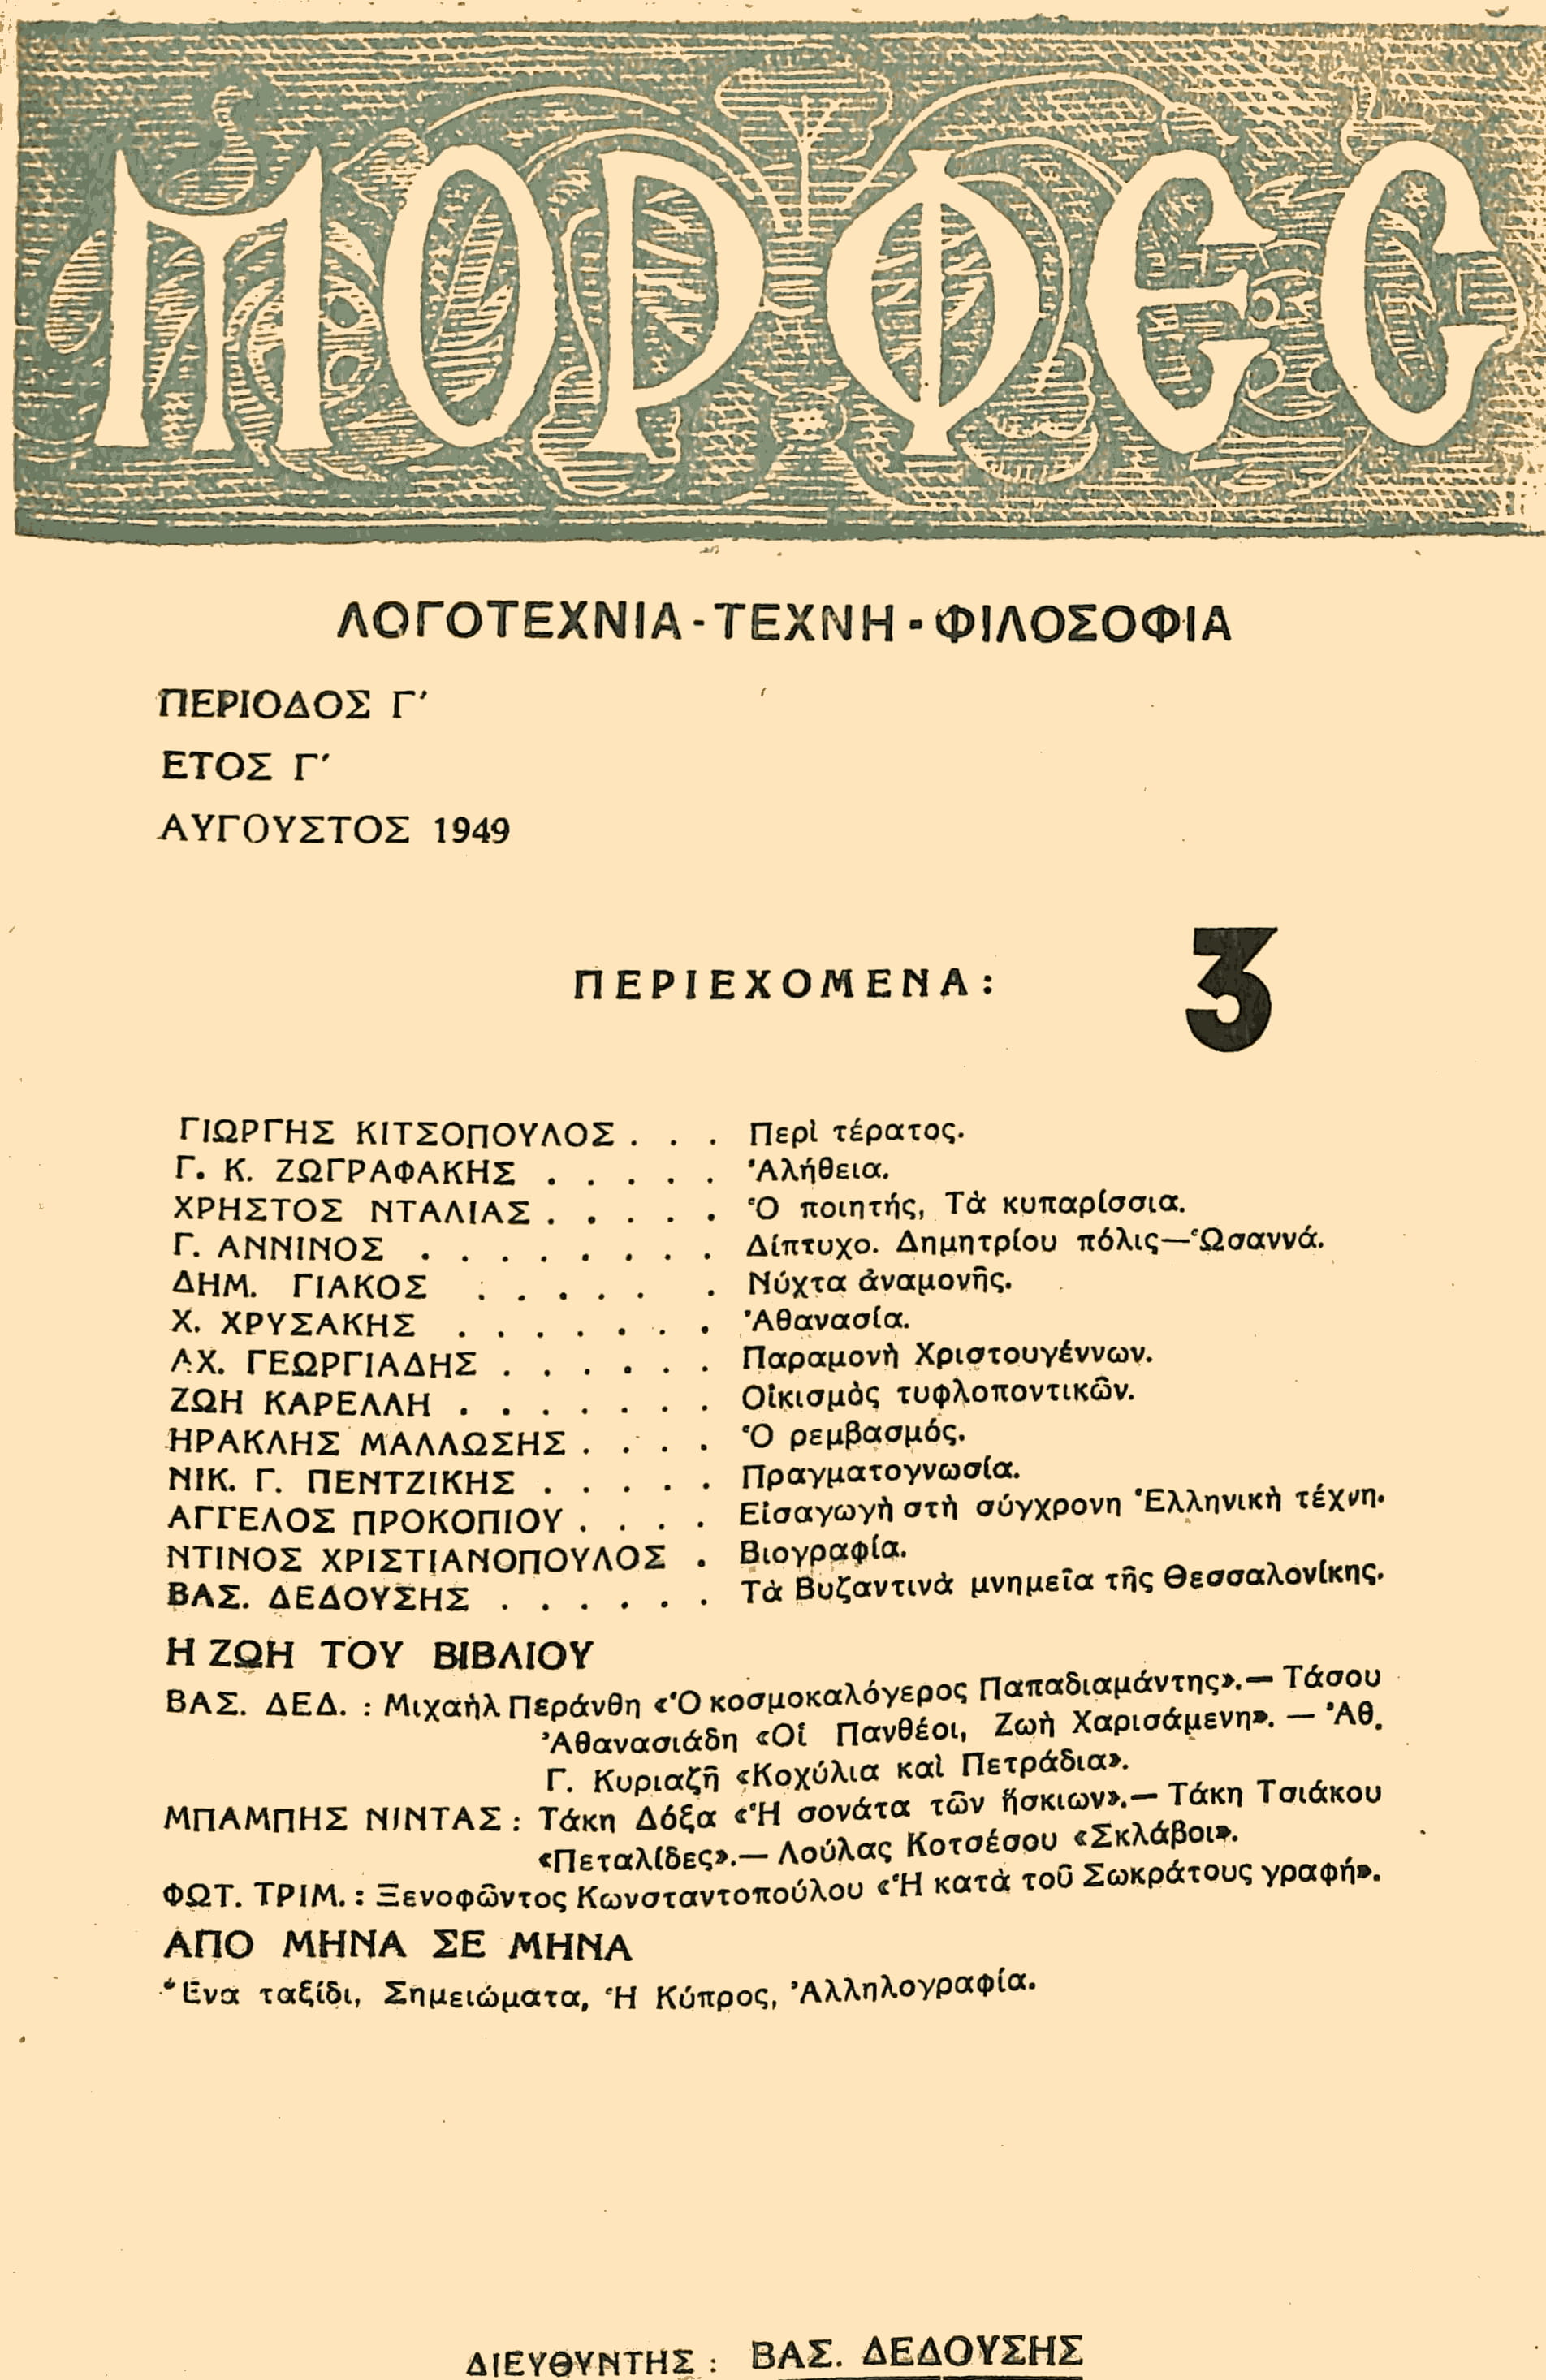 ΜΟΡΦΕΣ
ΛΟΓΟΤΕΧΝΙΑ - ΤΕΧΝΗ - ΦΙΛΟΣΟΦΙΑ
ΠΕΡΙΟΔΟΣ Γ′
ΕΤΟΣ Γ′
ΑΥΓΟΥΣΤΟΣ 1949
3
ΠΕΡΙΕΧΟΜΕΝΑ:
ΓΙΩΡΓΗΣ ΚΙΤΣΟΠΟΥΛΟΣ . . . Περὶ τέρατος.
Γ. Κ. ΖΩΓΡΑΦΑΚΗΣ . . . . . Ἀλήθεια.
ΧΡΗΣΤΟΣ ΝΤΑΛΙΑΣ . . . . . Ὁ ποιητής, Τὰ κυπαρίσσια.
Γ. ΑΝΝΙΝΟΣ . . . . . . . . Δίπτυχο. Δημητρίου πόλις—Ὡσαννά.
ΔΗΜ. ΓΙΑΚΟΣ : . . . . . Νύχτα ἀναμονῆς.
Χ. ΧΡΥΣΑΚΗΣ . . . . . . . Ἀθανασία.
ΑΧ. ΓΕΩΡΓΙΑΔΗΣ . . . . . . Παραμονὴ Χριστουγέννων.
ΖΩΗ ΚΑΡΕΛΛΗ . . . . . . . Οἰκισμὸς τυφλοποντικῶν.
ΗΡΑΚΛΗΣ ΜΑΛΛΩΣΗΣ . . . . Ὁ ρεμβασμός.
ΝΙΚ. Γ. ΠΕΝΤΖΙΚΗΣ . . . . . Πραγματογνωσία.
ΑΓΓΕΛΟΣ ΠΡΟΚΟΠΙΟΥ . . . . Εἰσαγωγὴ στὴ σύγχρονη Ἑλληνικὴ τέχνη.
ΝΤΙΝΟΣ ΧΡΙΣΤΙΑΝΟΠΟΥΛΟΣ . Βιογραφία.
ΒΑΣ. ΔΕΔΟΥΣΗΣ . . . . . . Τὰ Βυζαντινὰ μνημεῖα τῆς Θεσσαλονίκης.
Η ΖΩΗ ΤΟΥ ΒΙΒΛΙΟΥ
ΒΑΣ. ΔΕΔ. : Μιχαὴλ Περάνθη «Ὁ κοσμοκαλόγερος Παπαδιαμάντης».— Τάσου
Ἀθανασιάδη «Οἱ Πανθέοι, Ζωὴ Χαρισάμενη». — Ἀθ.
Γ. Κυριαζῆ «Κοχύλια καὶ Πετράδια».
ΜΠΑΜΠΗΣ ΝΙΝΤΑΣ : Τάκη Δόξα «Ἡ σονάτα τῶν ἥσκιων».— Τάκη Τσιάκου
«Πεταλίδες».— Λούλας Κοτσέσου «Σκλάβοι».
ΦΩΤ. ΤΡΙΜ. : Ξενοφῶντος Κωνσταντοπούλου «Ἡ κατὰ τοῦ Σωκράτους γραφή».
ΑΠΟ ΜΗΝΑ ΣΕ ΜΗΝΑ
Ἕνα ταξίδι, Σημειώματα, Ἡ Κύπρος, Ἀλληλογραφία.
ΔΙΕΥΘΥΝΤΗΣ : ΒΑΣ. ΔΕΔΟΥΣΗΣ